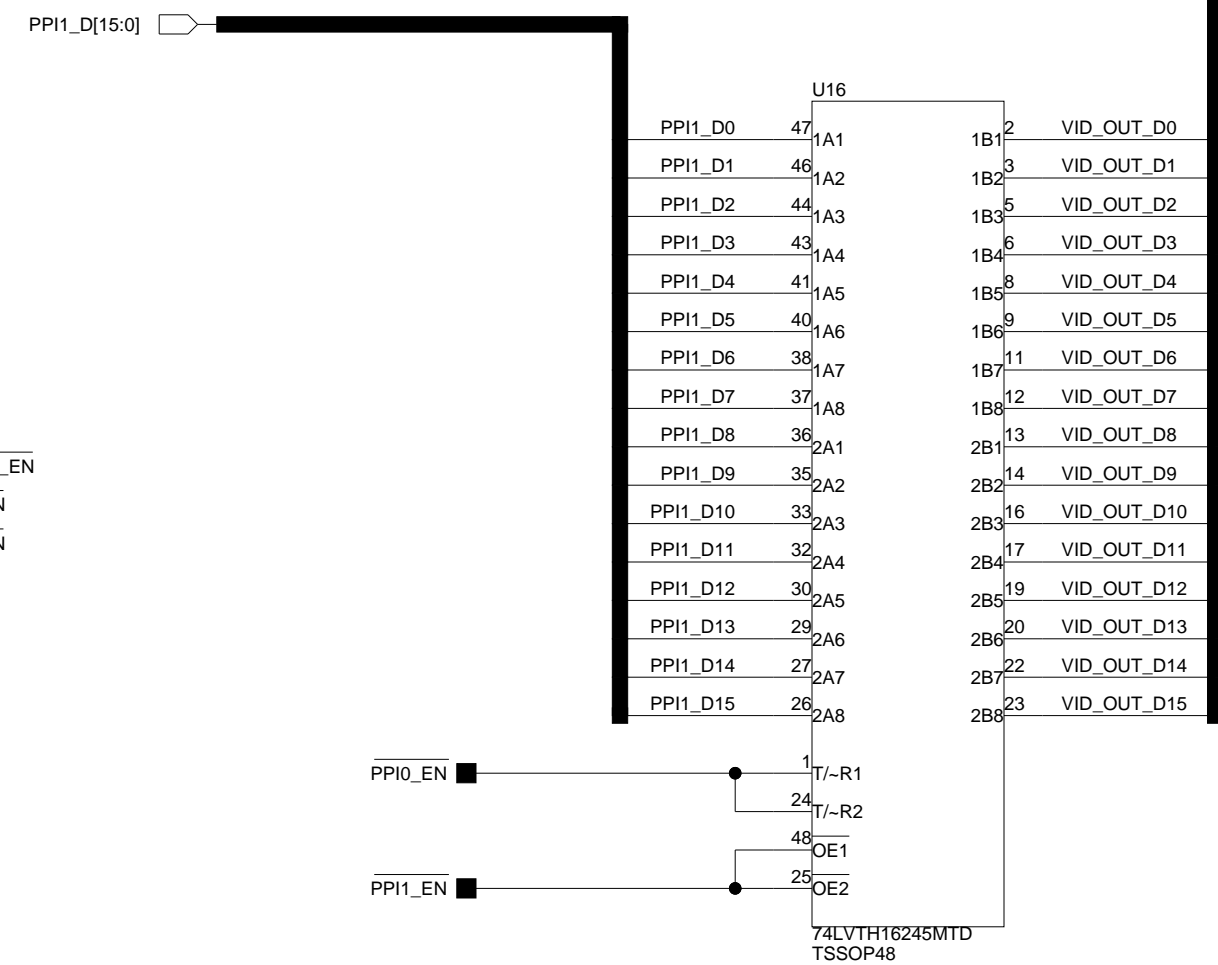 PPI1_D[15:0]
U16
PPI1_D0 47 1A1 1B1 2 VID_OUT_D0
PPI1_D1 46 1A2 1B2 3 VID_OUT_D1
PPI1_D2 44 1A3 1B3 5 VID_OUT_D2
PPI1_D3 43 1A4 1B4 6 VID_OUT_D3
PPI1_D4 41 1A5 1B5 8 VID_OUT_D4
PPI1_D5 40 1A6 1B6 9 VID_OUT_D5
PPI1_D6 38 1A7 1B7 11 VID_OUT_D6
PPI1_D7 37 1A8 1B8 12 VID_OUT_D7
PPI1_D8 36 2A1 2B1 13 VID_OUT_D8
_EN
PPI1_D9 35 2A2 2B2 14 VID_OUT_D9
PPI1_D10 33 2A3 2B3 16 VID_OUT_D10
PPI1_D11 32 2A4 2B4 17 VID_OUT_D11
PPI1_D12 30 2A5 2B5 19 VID_OUT_D12
PPI1_D13 29 2A6 2B6 20 VID_OUT_D13
PPI1_D14 27 2A7 2B7 22 VID_OUT_D14
PPI1_D15 26 2A8 2B8 23 VID_OUT_D15
PPI0_EN 1 T/~R1
24 T/~R2
48 OE1
PPI1_EN 25 OE2
74LVTH16245MTD
TSSOP48